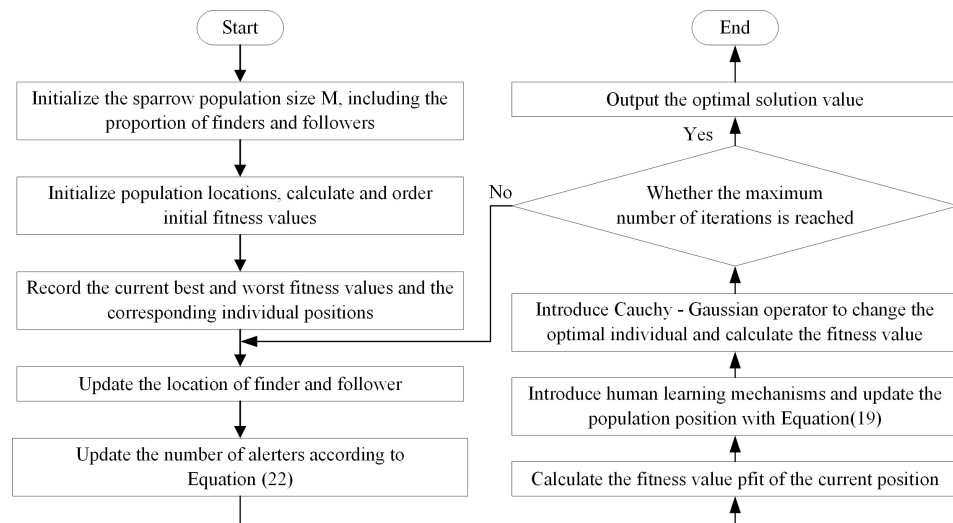 Start
Initialize the sparrow population size M, including the
proportion of finders and followers
Initialize population locations, calculate and order
initial fitness values
Record the current best and worst fitness values and the
corresponding individual positions
Update the location of finder and follower
Update the number of alerters according to
Equation (22)
End
Output the optimal solution value
Yes
No
Whether the maximum
number of iterations is reached
Introduce Cauchy - Gaussian operator to change the
optimal individual and calculate the fitness value
Introduce human learning mechanisms and update the
population position with Equation(19)
Calculate the fitness value pfit of the current position